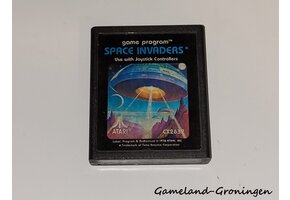 game program™
SPACE INVADERS*
Use with Joystick Controllers
ATARI®
CX2632
Gameland-Groningen